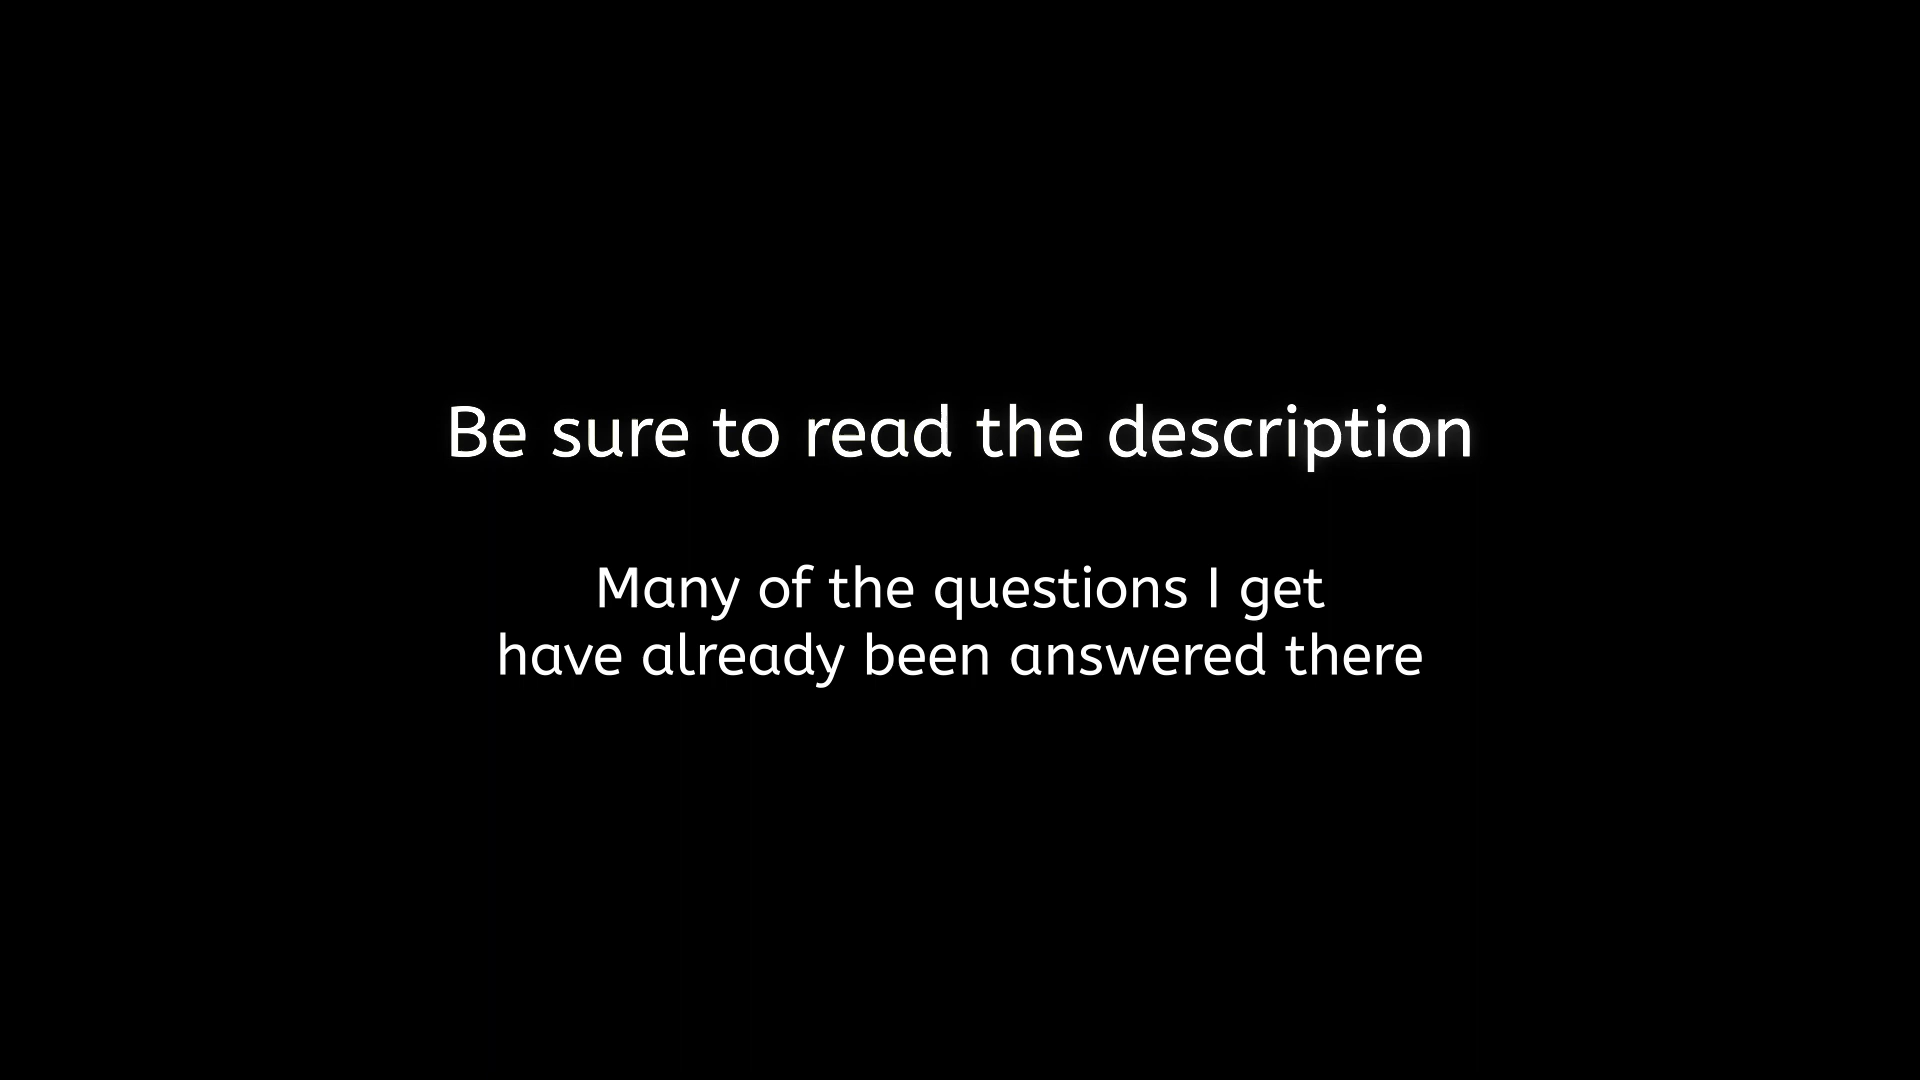 Be sure to read the description
Many of the questions I get
have already been answered there